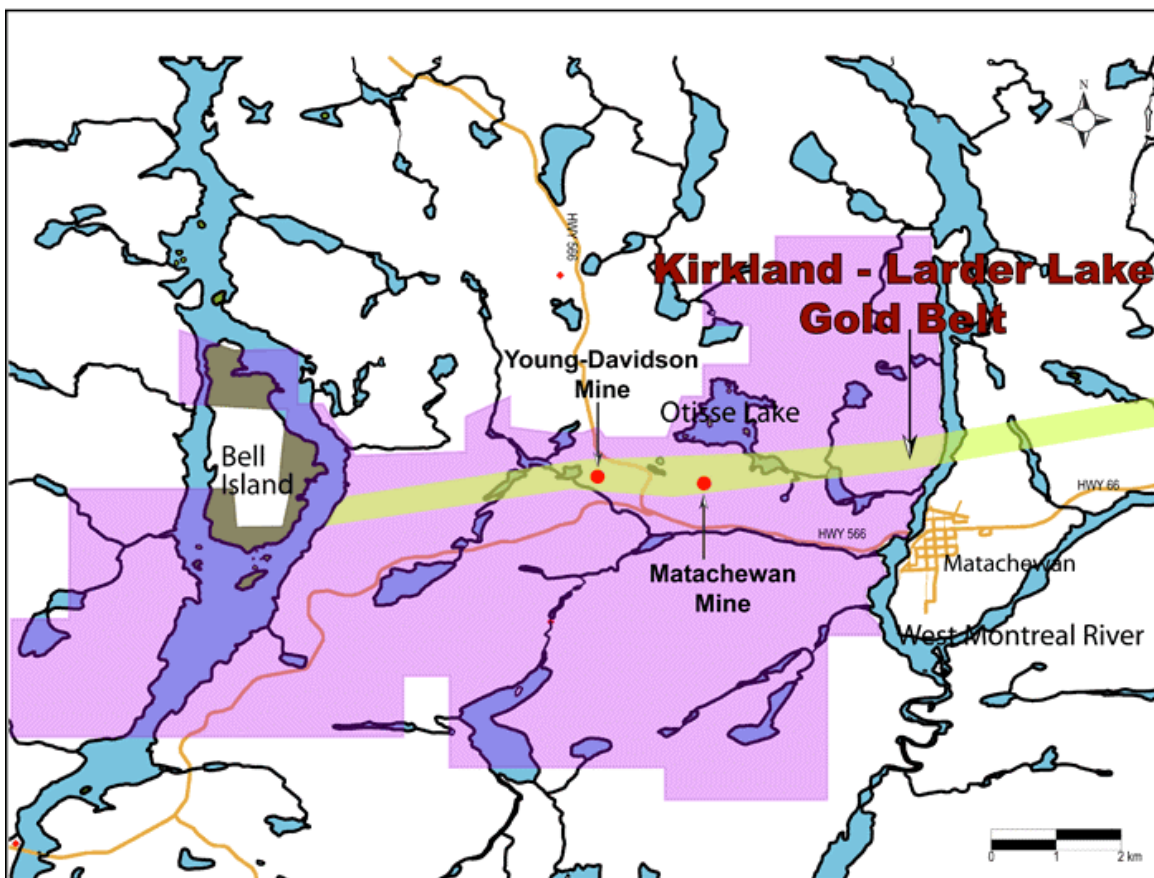 N
HWY 566
Kirkland - Larder Lake
Gold Belt
Young-Davidson
Mine
Otisse Lake
Bell
Island
HWY 66
HWY 566
Matachewan
Matachewan
Mine
West Montreal River
0 1 2 km